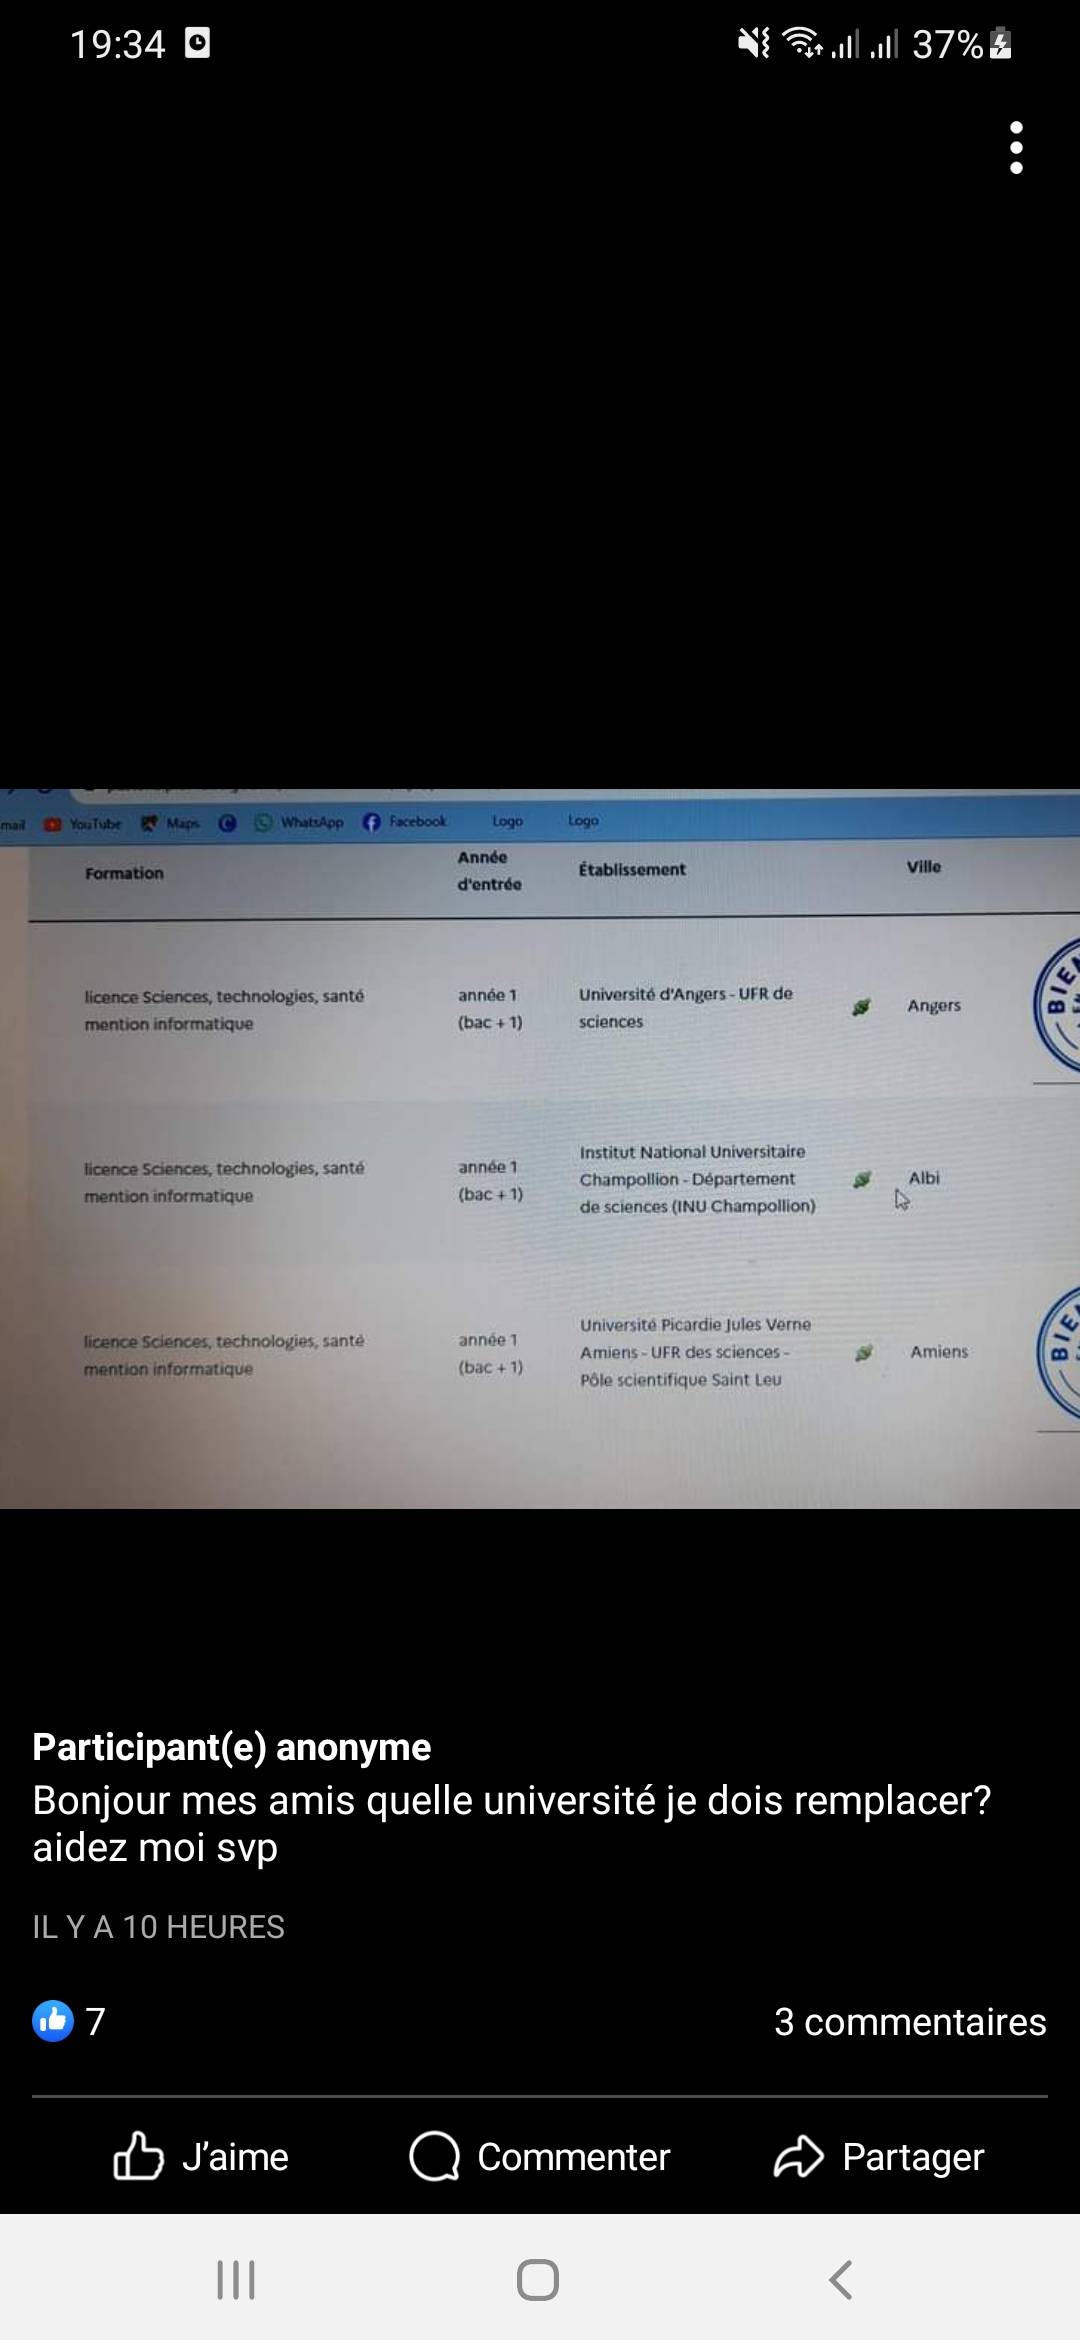 19:34
37%
mail YouTube Maps WhatsApp Facebook Logo Logo
Formation
Année
d'entrée
Établissement
Ville
licence Sciences, technologies, santé
mention informatique
année 1
(bac + 1)
Université d'Angers - UFR de
sciences
Angers
BIEN
licence Sciences, technologies, santé
mention informatique
année 1
(bac + 1)
Institut National Universitaire
Champollion - Département
de sciences (INU Champollion)
Albi
licence Sciences, technologies, santé
mention informatique
année 1
(bac + 1)
Université Picardie Jules Verne
Amiens - UFR des sciences -
Pôle scientifique Saint Leu
Amiens
BIE
Participant(e) anonyme
Bonjour mes amis quelle université je dois remplacer?
aidez moi svp
IL Y A 10 HEURES
7
3 commentaires
J'aime
Commenter
Partager